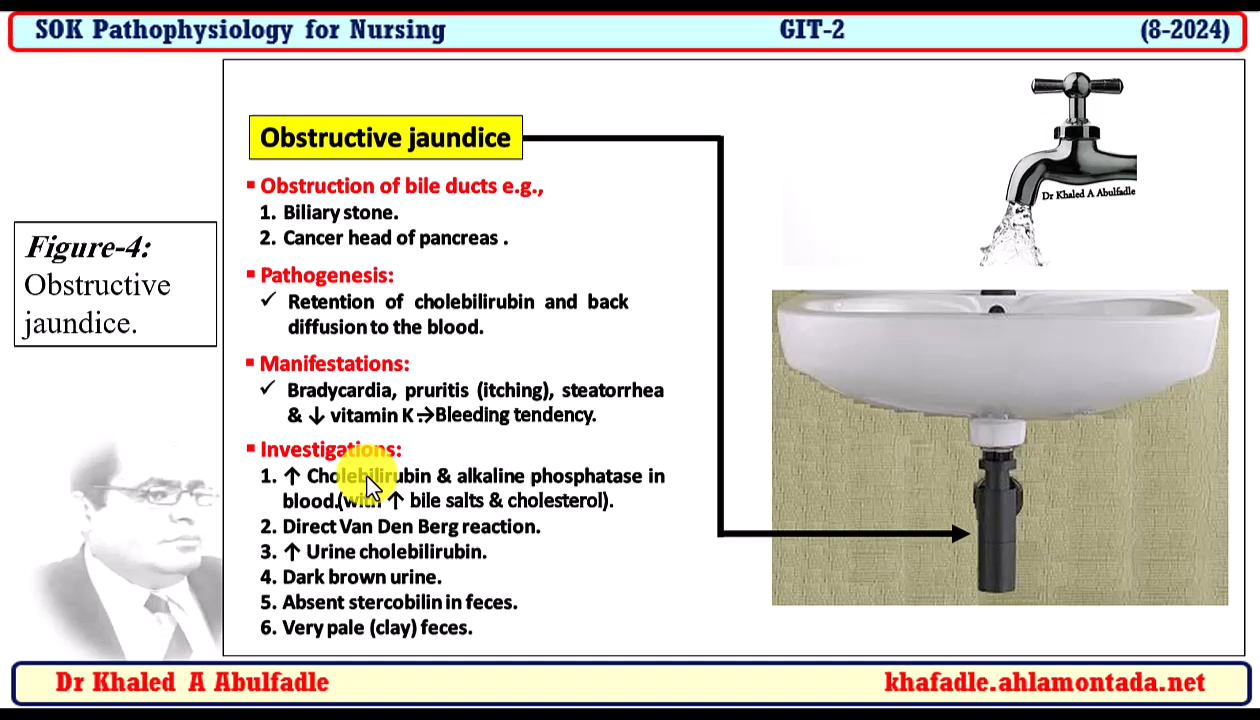 SOK Pathophysiology for Nursing GIT-2 (8-2024)
Figure-4:
Obstructive
jaundice.
Obstructive jaundice
▪ Obstruction of bile ducts e.g.,
1. Biliary stone.
2. Cancer head of pancreas .
▪ Pathogenesis:
✓ Retention of cholebilirubin and back
diffusion to the blood.
▪ Manifestations:
✓ Bradycardia, pruritis (itching), steatorrhea
& ↓ vitamin K → Bleeding tendency.
▪ Investigations:
1. ↑ Cholebilirubin & alkaline phosphatase in
blood.(with ↑ bile salts & cholesterol).
2. Direct Van Den Berg reaction.
3. ↑ Urine cholebilirubin.
4. Dark brown urine.
5. Absent stercobilin in feces.
6. Very pale (clay) feces.
Dr Khaled A Abulfadle
Dr Khaled A Abulfadle khafadle.ahlamontada.net